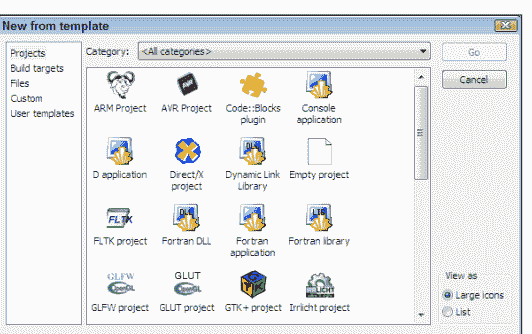 New from template
Projects
Build targets
Files
Custom
User templates
Category: <All categories>
Go
Cancel
ARM Project AVR Project Code::Blocks plugin Console application
D application Direct/X project Dynamic Link Library Empty project
FLTK project Fortran DLL Fortran application Fortran library
GLFW project GLUT project GTK+ project Irrlicht project
View as
Large icons
List